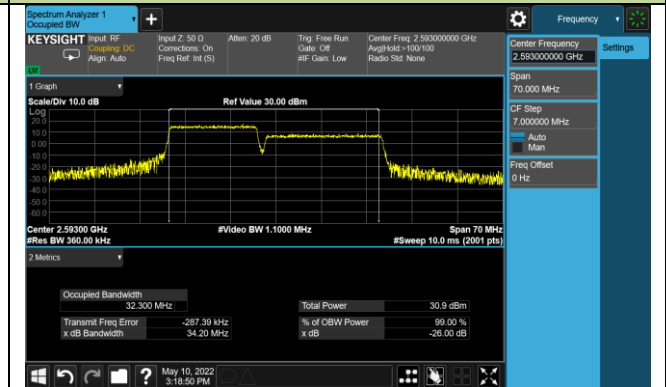 Spectrum Analyzer 1
Occupied BW
KEYSIGHT
Input: RF
Coupling: DC
Align: Auto
Input Z: 50 Ω
Corrections: On
Freq Ref: Int (S)
Atten: 20 dB
Trig: Free Run
Gate: Off
#IF Gain: Low
Center Freq: 2.593000000 GHz
Avg|Hold:>100/100
Radio Std: None
1 Graph
Scale/Div 10.0 dB
Ref Value 30.00 dBm
Log
20.0
10.0
0.00
-10.0
-20.0
-30.0
-40.0
-50.0
-60.0
Center 2.59300 GHz
#Video BW 1.1000 MHz
Span 70 MHz
#Res BW 360.00 kHz
#Sweep 10.0 ms (2001 pts)
2 Metrics
Occupied Bandwidth
32.300 MHz
Total Power 30.9 dBm
Transmit Freq Error -287.39 kHz
% of OBW Power 99.00 %
x dB Bandwidth 34.20 MHz
x dB -26.00 dB
?
May 10, 2022
3:18:50 PM
Frequency
Settings
Center Frequency
2.593000000 GHz
Span
70.000 MHz
CF Step
7.000000 MHz
Auto
Man
Freq Offset
0 Hz